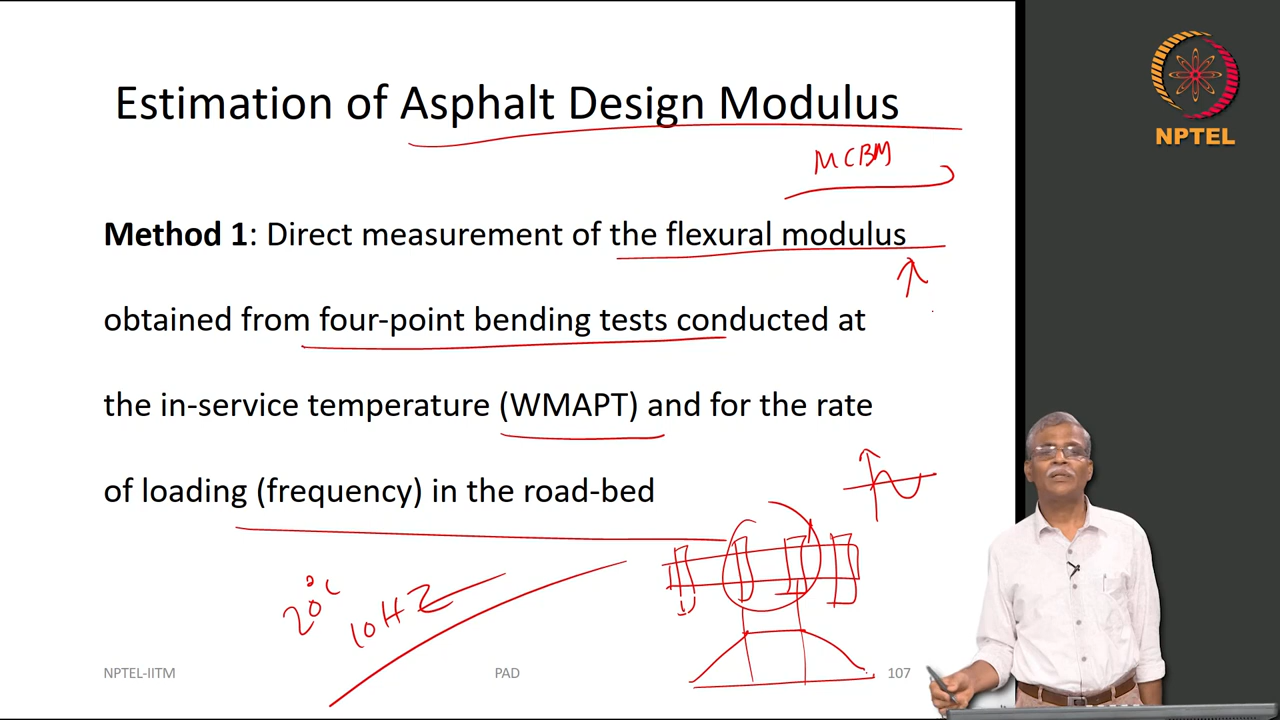 Estimation of Asphalt Design Modulus
MCBM
Method 1: Direct measurement of the flexural modulus
obtained from four-point bending tests conducted at
the in-service temperature (WMAPT) and for the rate
of loading (frequency) in the road-bed
20°C
10HZ
NPTEL-IITM
PAD
107
NPTEL